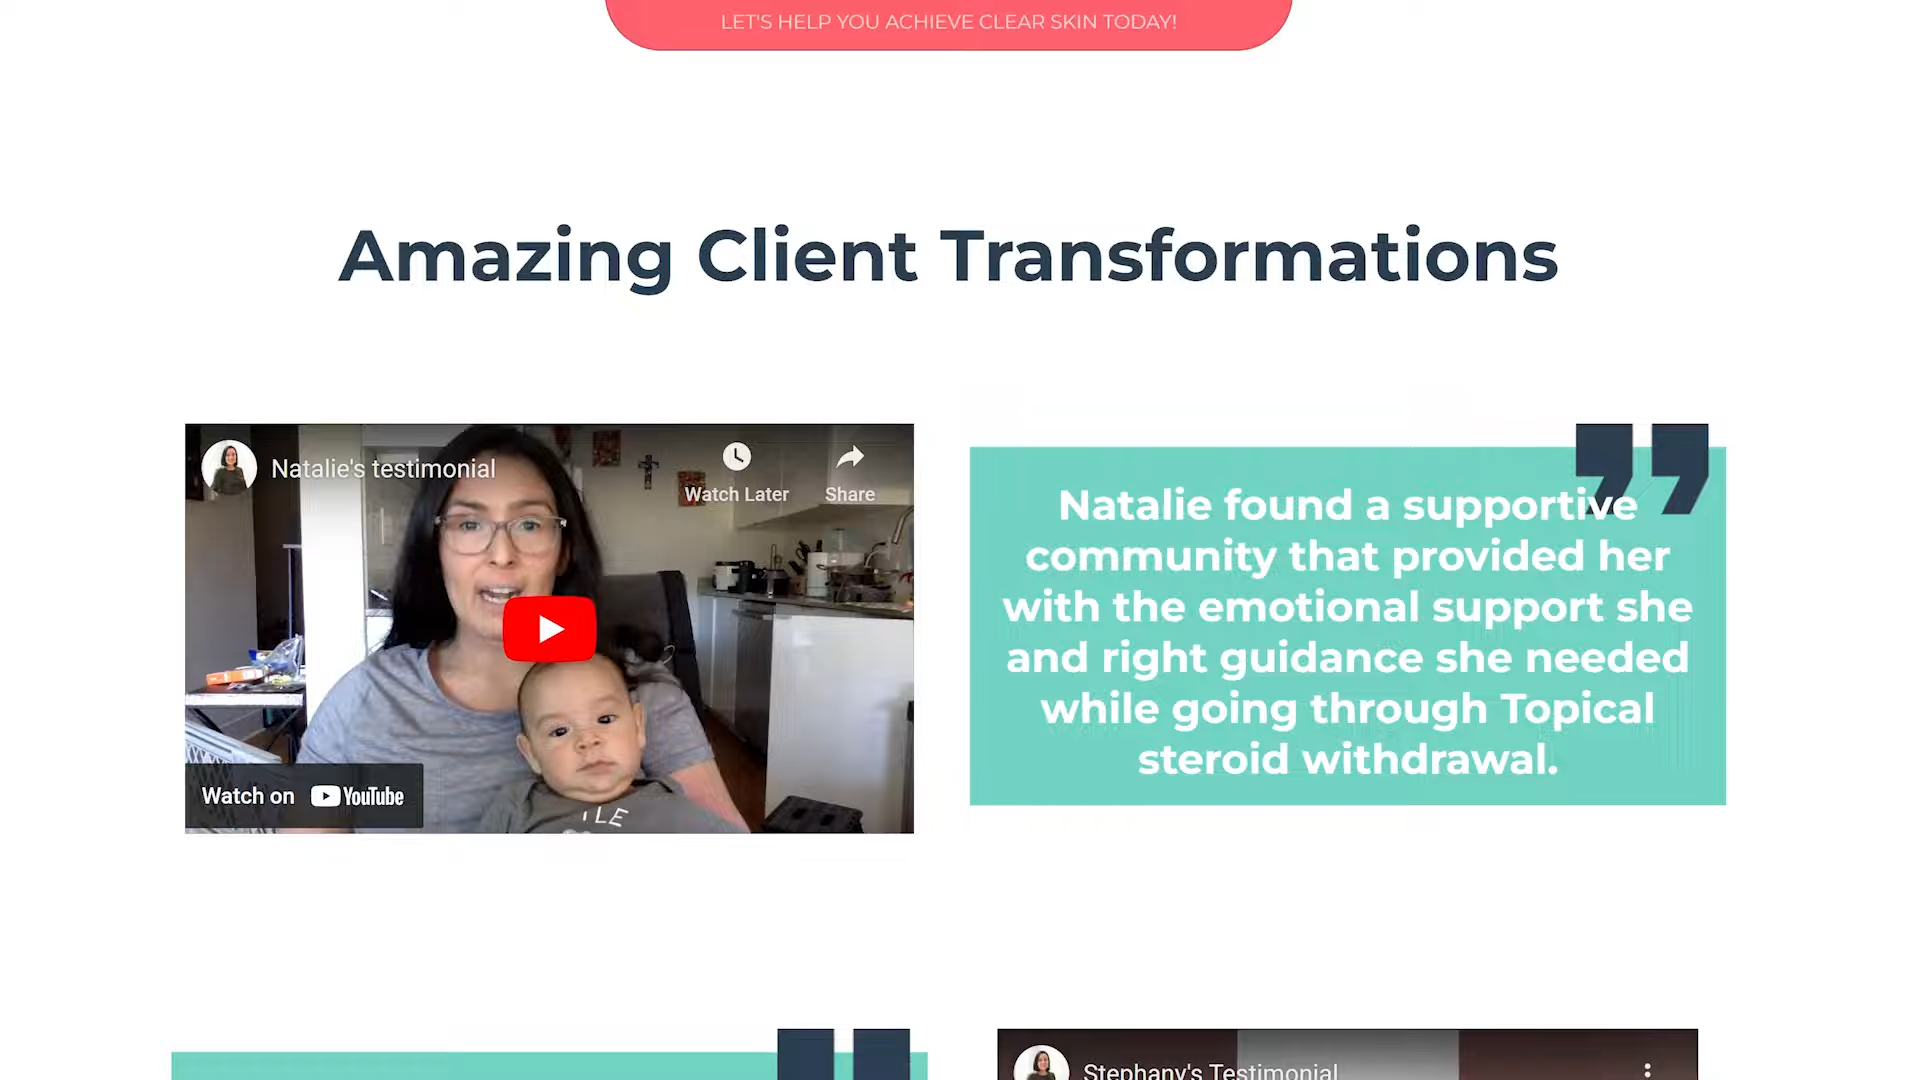 LET'S HELP YOU ACHIEVE CLEAR SKIN TODAY!
Amazing Client Transformations
Natalie's testimonial
Watch Later
Share
Watch on YouTube
LE
Natalie found a supportive
community that provided her
with the emotional support she
and right guidance she needed
while going through Topical
steroid withdrawal.
Stephany's Testimonial